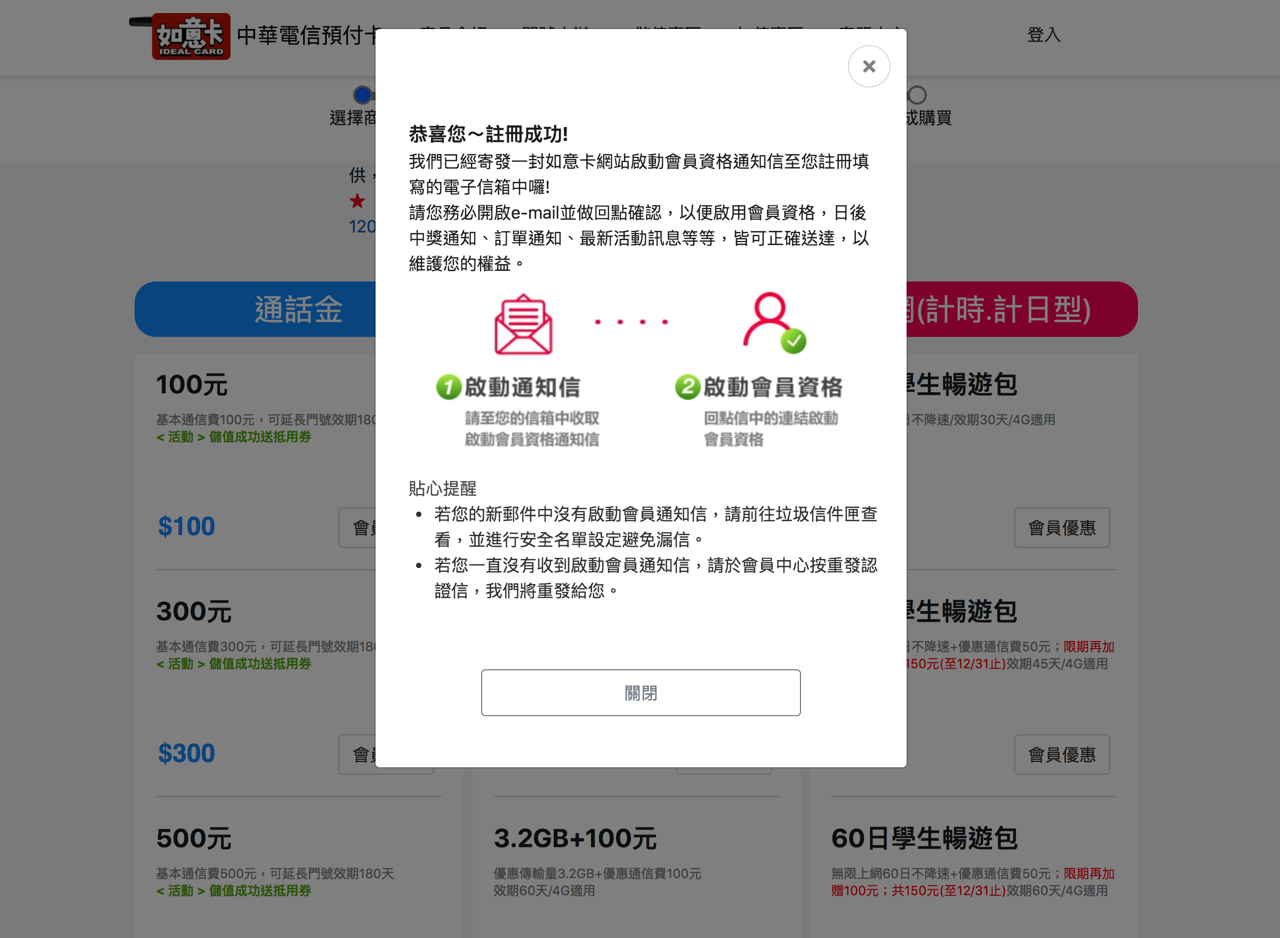 如意卡
IDEAL CARD
中華電信預付卡
登入
選擇商
成購買
供，
120
恭喜您～註冊成功!
我們已經寄發一封如意卡網站啟動會員資格通知信至您註冊填
寫的電子信箱中囉!
請您務必開啟e-mail並做回點確認，以便啟用會員資格，日後
中獎通知、訂單通知、最新活動訊息等等，皆可正確送達，以
維護您的權益。
1 啟動通知信
請至您的信箱中收取
啟動會員資格通知信
2 啟動會員資格
回點信中的連結啟動
會員資格
貼心提醒
若您的新郵件中沒有啟動會員通知信，請前往垃圾信件匣查
看，並進行安全名單設定避免漏信。
若您一直沒有收到啟動會員通知信，請於會員中心按重發認
證信，我們將重發給您。
關閉
通話金
網(計時.計日型)
100元
基本通信費100元，可延長門號效期180
< 活動 > 儲值成功送抵用券
$100
會員
學生暢遊包
日不降速/效期30天/4G適用
會員優惠
300元
基本通信費300元，可延長門號效期180
< 活動 > 儲值成功送抵用券
$300
會員
學生暢遊包
日不降速+優惠通信費50元；限期再加
150元(至12/31止)效期45天/4G適用
會員優惠
500元
基本通信費500元，可延長門號效期180天
< 活動 > 儲值成功送抵用券
3.2GB+100元
優惠傳輸量3.2GB+優惠通信費100元
效期60天/4G適用
60日學生暢遊包
無限上網60日不降速+優惠通信費50元；限期再加
贈100元；共150元(至12/31止)效期60天/4G適用